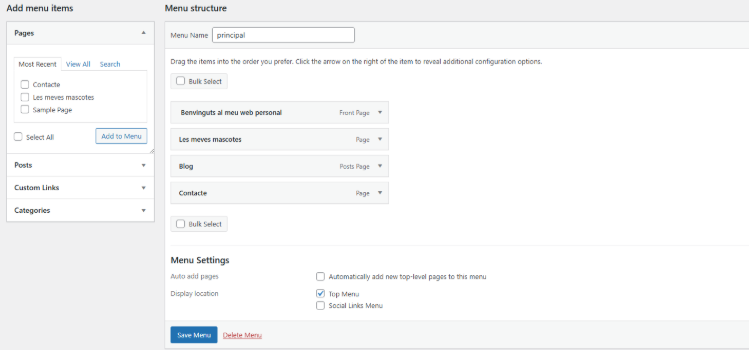 Add menu items
Pages
Most Recent View All Search
Contacte
Les meves mascotes
Sample Page
Select All Add to Menu
Posts
Custom Links
Categories
Menu structure
Menu Name principal
Drag the items into the order you prefer. Click the arrow on the right of the item to reveal additional configuration options.
Bulk Select
Benvinguts al meu web personal Front Page
Les meves mascotes Page
Blog Posts Page
Contacte Page
Bulk Select
Menu Settings
Auto add pages Automatically add new top-level pages to this menu
Display location Top Menu
Social Links Menu
Save Menu Delete Menu